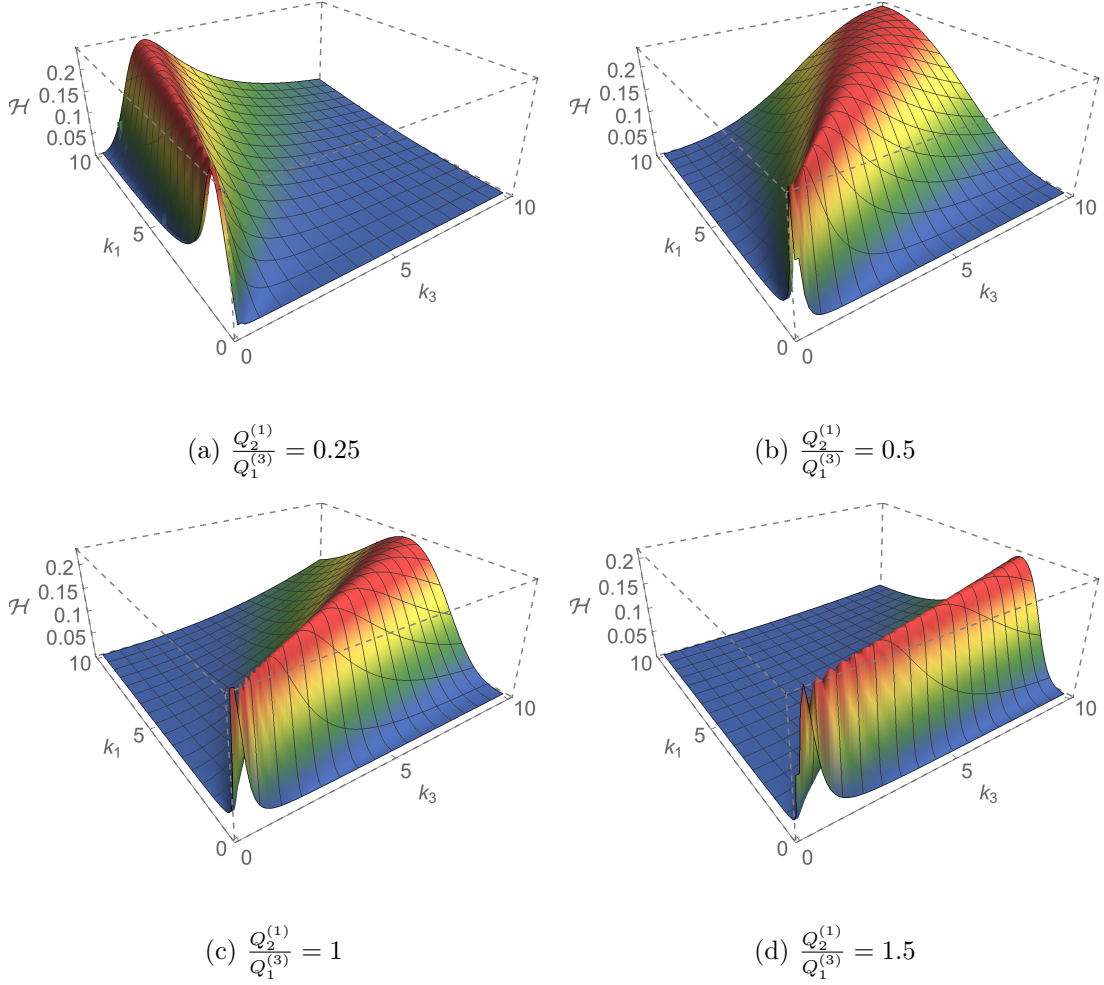 0.2
0.15
ℋ 0.1
0.05
10
5
k₁
0
0
5
k₃
10
0.2
0.15
ℋ 0.1
0.05
10
5
k₁
0
0
5
k₃
10
(a) Q₂⁽¹⁾/Q₁⁽³⁾ = 0.25
(b) Q₂⁽¹⁾/Q₁⁽³⁾ = 0.5
0.2
0.15
ℋ 0.1
0.05
10
5
k₁
0
0
5
k₃
10
0.2
0.15
ℋ 0.1
0.05
10
5
k₁
0
0
5
k₃
10
(c) Q₂⁽¹⁾/Q₁⁽³⁾ = 1
(d) Q₂⁽¹⁾/Q₁⁽³⁾ = 1.5